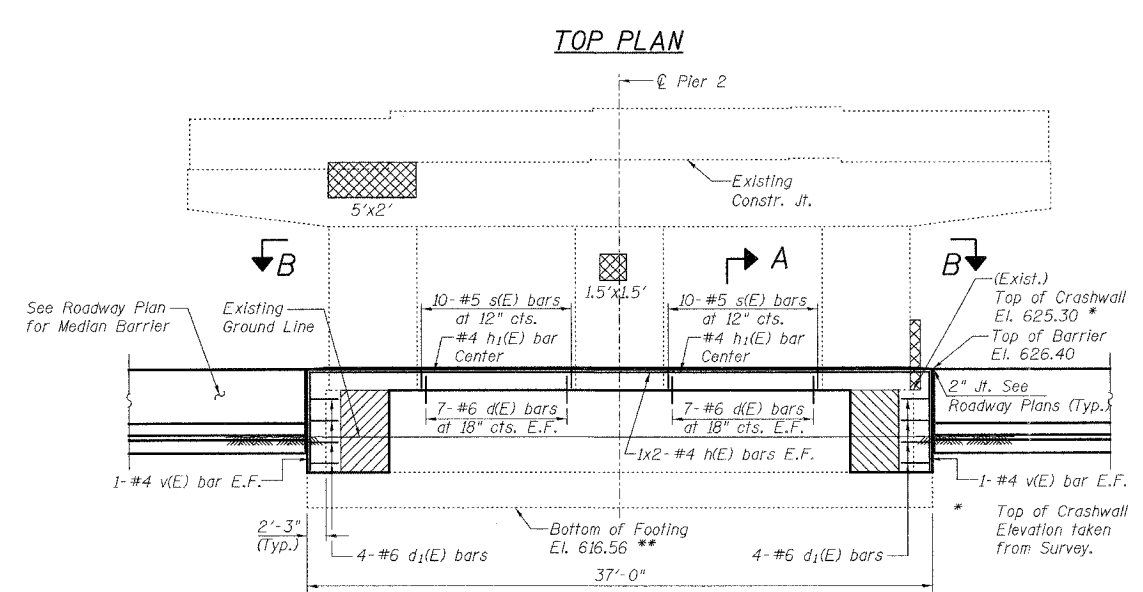 TOP PLAN
℄ Pier 2
Existing
Constr. Jt.
5'x2'
B
A
B
1.5'x1.5'
(Exist.)
Top of Crashwall
El. 625.30 *
Top of Barrier
El. 626.40
2" Jt. See
Roadway Plans (Typ.)
See Roadway Plan
for Median Barrier
Existing
Ground Line
10-#5 s(E) bars
at 12" cts.
#4 h1(E) bar
Center
10-#5 s(E) bars
at 12" cts.
#4 h1(E) bar
Center
7-#6 d(E) bars
at 18" cts. E.F.
7-#6 d(E) bars
at 18" cts. E.F.
1x2-#4 h(E) bars E.F.
1-#4 v(E) bar E.F.
1-#4 v(E) bar E.F.
* Top of Crashwall
Elevation taken
from Survey.
2'-3"
(Typ.)
Bottom of Footing
El. 616.56 **
4-#6 d1(E) bars
4-#6 d1(E) bars
37'-0"